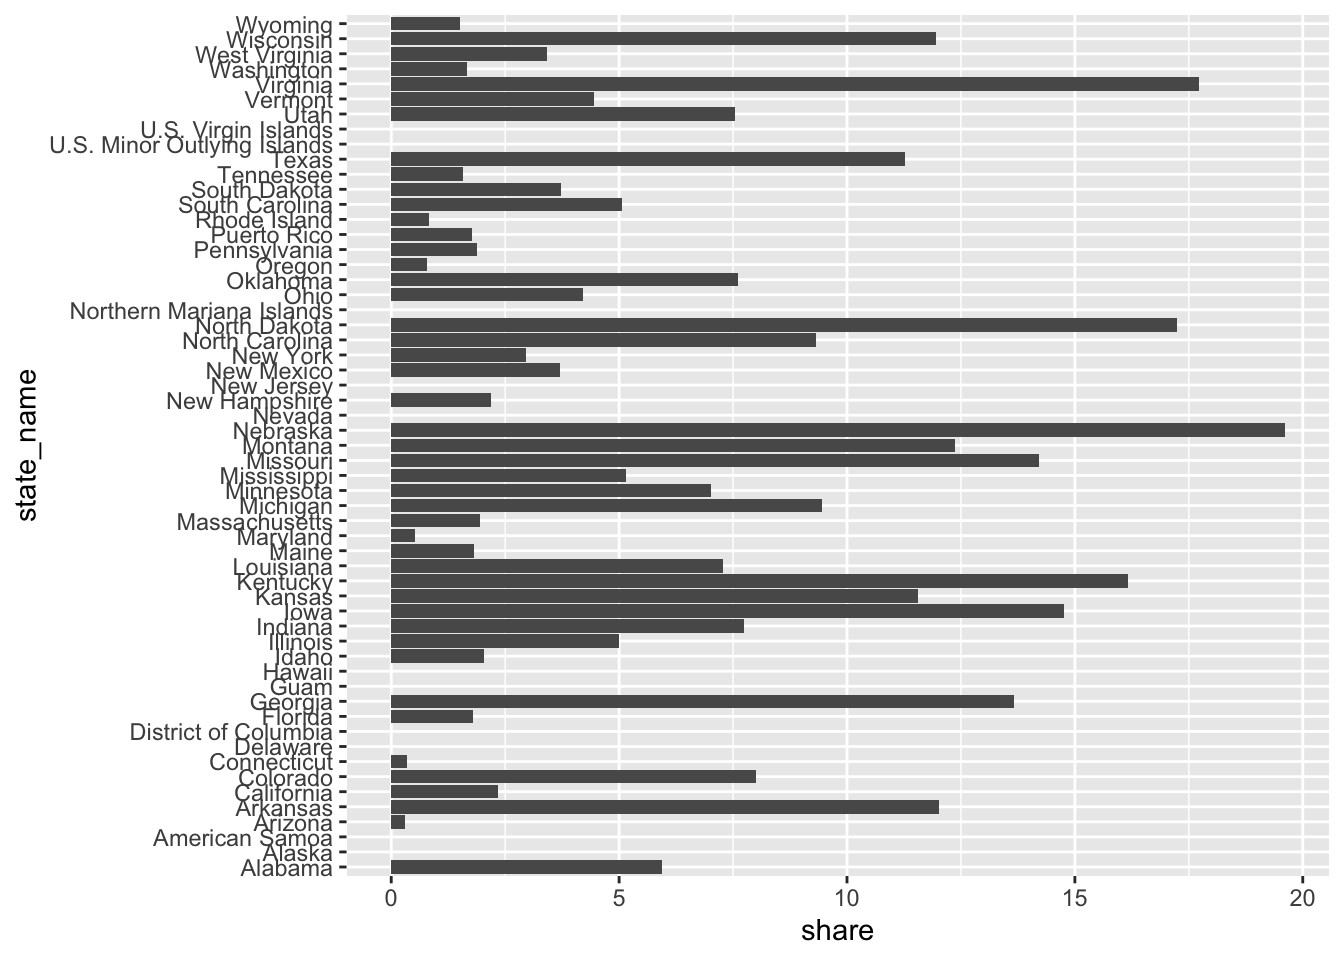 Wyoming
Wisconsin
West Virginia
Washington
Virginia
Vermont
Utah
U.S. Virgin Islands
U.S. Minor Outlying Islands
Texas
Tennessee
South Dakota
South Carolina
Rhode Island
Puerto Rico
Pennsylvania
Oregon
Oklahoma
Ohio
Northern Mariana Islands
North Dakota
North Carolina
New York
New Mexico
New Jersey
New Hampshire
Nevada
Nebraska
Montana
Missouri
Mississippi
Minnesota
Michigan
Massachusetts
Maryland
Maine
Louisiana
Kentucky
Kansas
Iowa
Indiana
Illinois
Idaho
Hawaii
Guam
Georgia
Florida
District of Columbia
Delaware
Connecticut
Colorado
California
Arkansas
Arizona
American Samoa
Alaska
Alabama
state_name
0 5 10 15 20
share